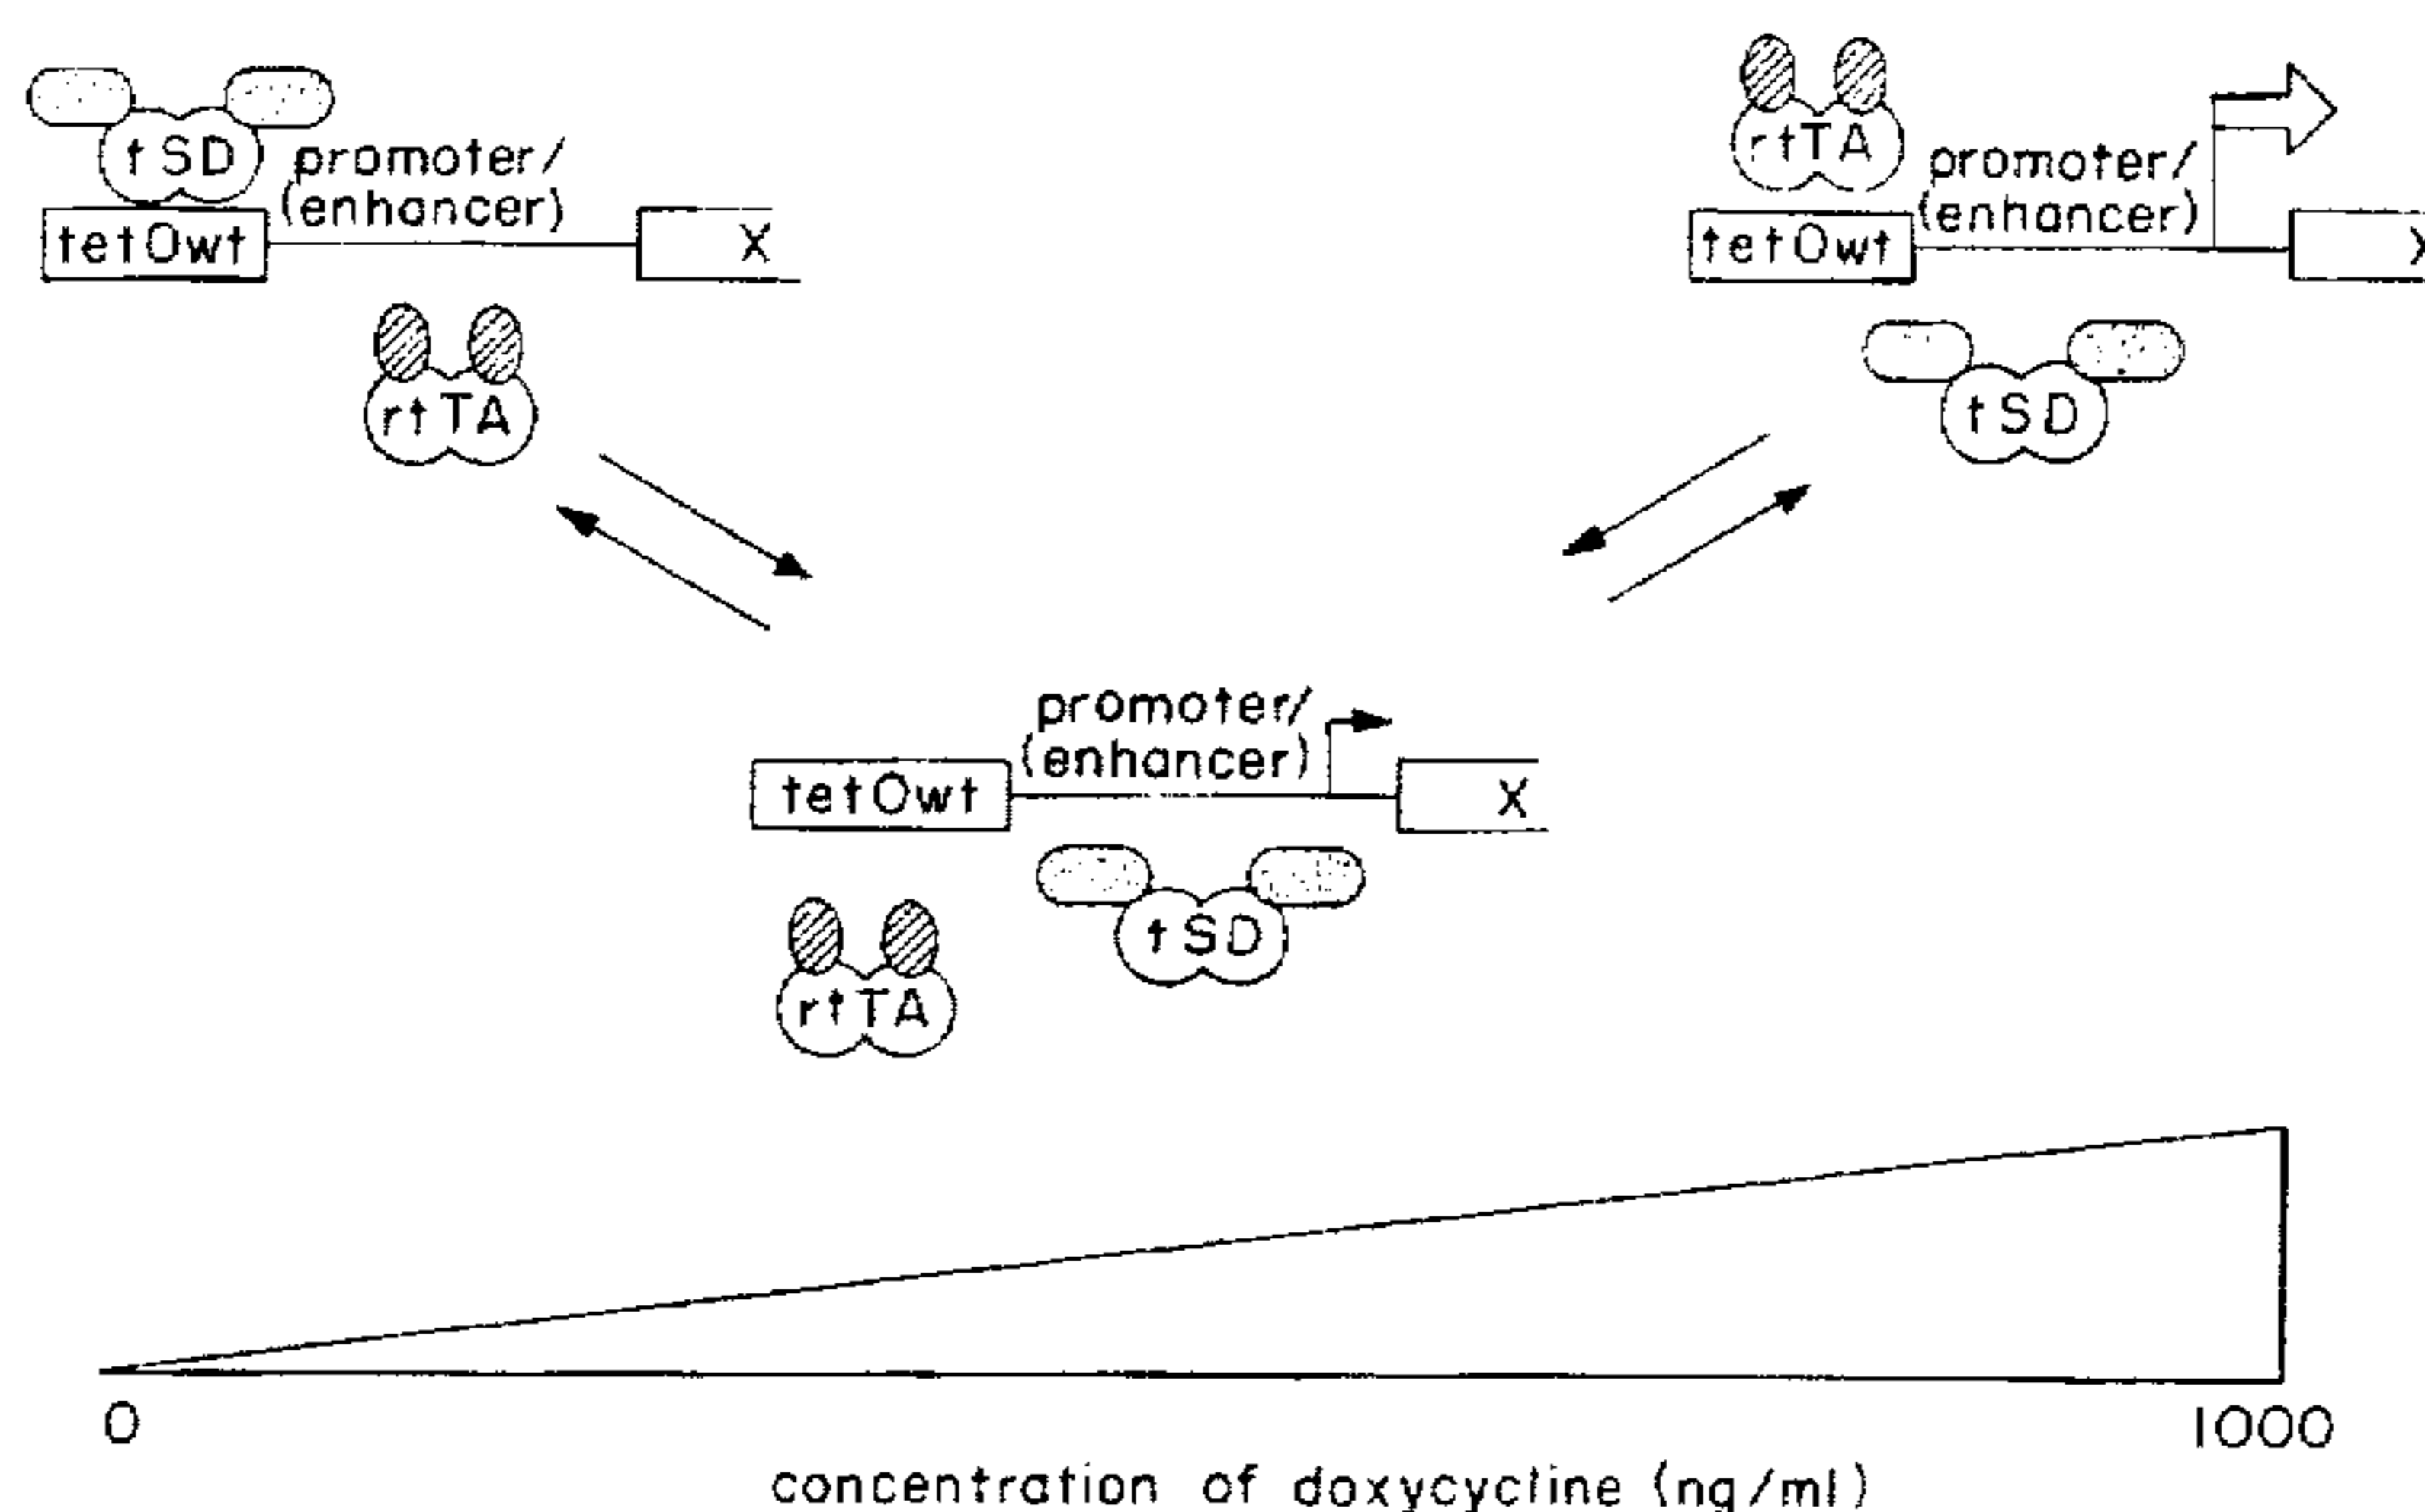 tSD
promoter/
(enhancer)
tetOwt
X
rtTA
rtTA
promoter/
(enhancer)
tetOwt
X
tSD
promoter/
(enhancer)
tetOwt
X
tSD
rtTA
0
1000
concentration of doxycycline (ng/ml)